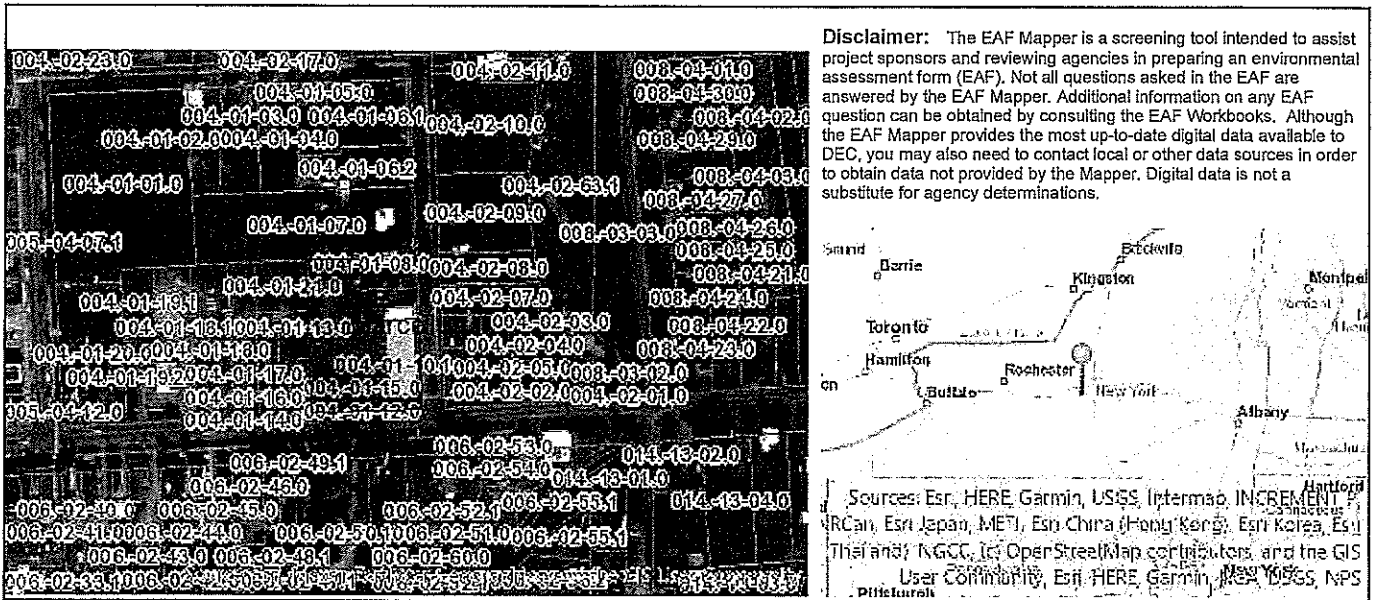 Disclaimer: The EAF Mapper is a screening tool intended to assist
project sponsors and reviewing agencies in preparing an environmental
assessment form (EAF). Not all questions asked in the EAF are
answered by the EAF Mapper. Additional information on any EAF
question can be obtained by consulting the EAF Workbooks. Although
the EAF Mapper provides the most up-to-date digital data available to
DEC, you may also need to contact local or other data sources in order
to obtain data not provided by the Mapper. Digital data is not a
substitute for agency determinations.
004.-02-23.0 004.-02-17.0 004.-02-11.0 008.-04-01.0
004.-01-05.0 008.-04-30.0
004.-01-03.0 004.-01-06.1 004.-02-10.0 008.-04-02.0
004.-01-02.0 004.-01-04.0 008.-04-29.0
004.-01-06.2
004.-01-01.0 004.-02-63.1 008.-04-03.0
008.-04-27.0
004.-01-07.0 004.-02-09.0
005.-04-07.1 008.-03-03.0 008.-04-26.0
008.-04-25.0
004.-01-08.0 004.-02-08.0 008.-04-21.0
004.-01-21.0
004.-01-19.1 004.-02-07.0 008.-04-24.0
004.-01-18.1 004.-01-13.0 004.-02-03.0 008.-04-22.0
004.-01-20.0 004.-01-18.0 004.-02-04.0 008.-04-23.0
004.-01-19.2 004.-01-17.0 004.-01-10.1 004.-02-05.0 008.-03-02.0
004.-01-16.0 004.-01-15.0 004.-02-02.0 004.-02-01.0
005.-04-12.0 004.-01-14.0 004.-01-12.0
006.-02-53.0 014.-13-02.0
006.-02-49.1 006.-02-54.0 014.-13-01.0
006.-02-46.0
006.-02-40.0 006.-02-45.0 006.-02-52.1 006.-02-55.1 014.-13-04.0
006.-02-41.0 006.-02-44.0 006.-02-50.1 006.-02-51.0 006.-02-55.1
006.-02-43.0 006.-02-48.1 006.-02-60.0
006.-02-33.1
Barrie
Brockville
Kingston
Montpel
Toronto
Hamilton
Rochester
Buffalo
New York
Albany
Hartford
Sources: Esri, HERE, Garmin, USGS, Intermap, INCREMENT P,
NRCan, Esri Japan, METI, Esri China (Hong Kong), Esri Korea, Esri
(Thailand), NGCC, (c) OpenStreetMap contributors, and the GIS
User Community, Esri, HERE, Garmin, USGS, NPS
Pittsburgh